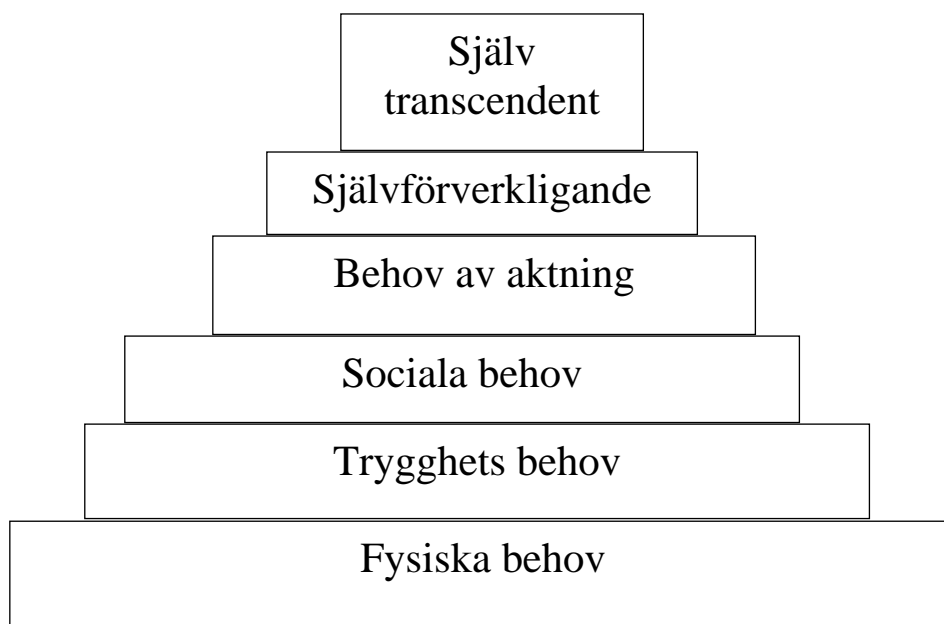 Själv
transcendent
Självförverkligande
Behov av aktning
Sociala behov
Trygghets behov
Fysiska behov